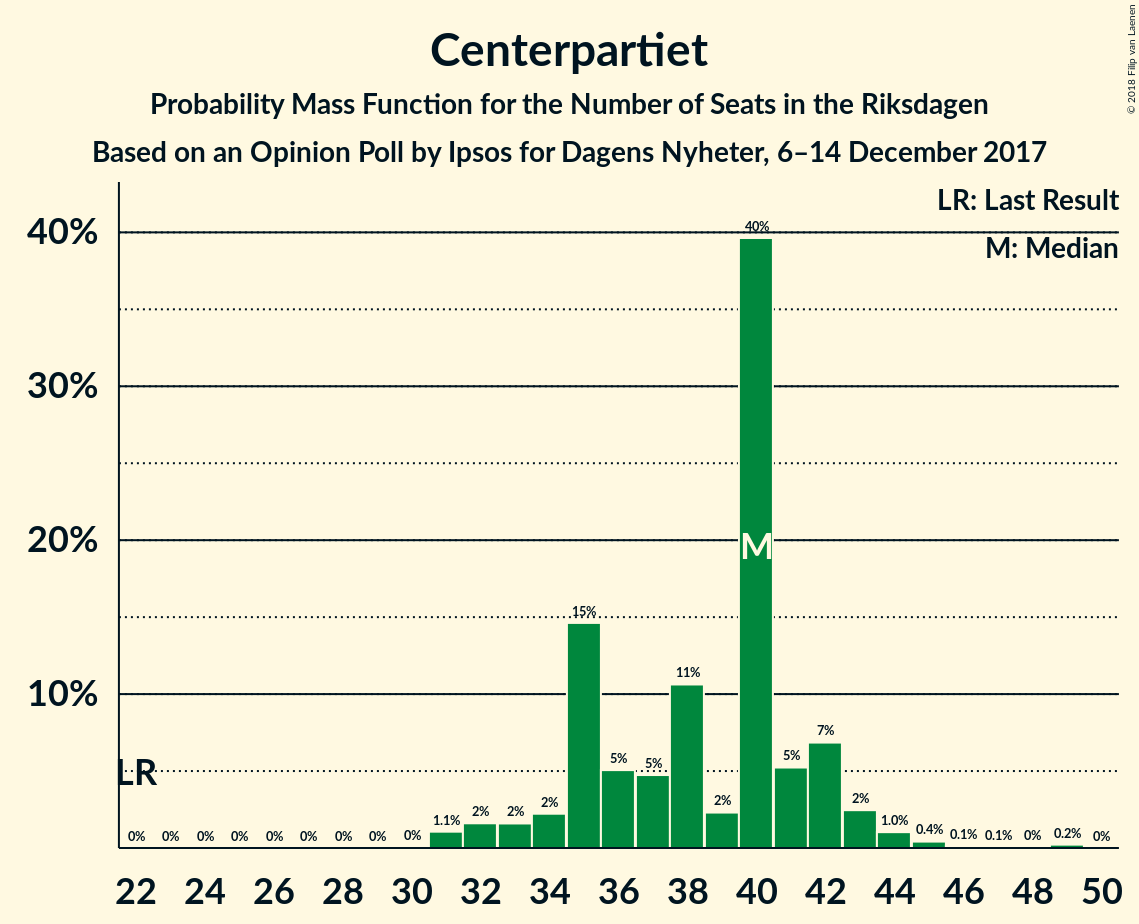 Centerpartiet
Probability Mass Function for the Number of Seats in the Riksdagen
Based on an Opinion Poll by Ipsos for Dagens Nyheter, 6–14 December 2017
© 2018 Filip van Laenen
LR: Last Result
M: Median
40%
30%
20%
10%
LR
M
0% 0% 0% 0% 0% 0% 0% 0% 0% 1.1% 2% 2% 2% 15% 5% 5% 11% 2% 40% 5% 7% 2% 1.0% 0.4% 0.1% 0.1% 0% 0.2% 0%
22 24 26 28 30 32 34 36 38 40 42 44 46 48 50